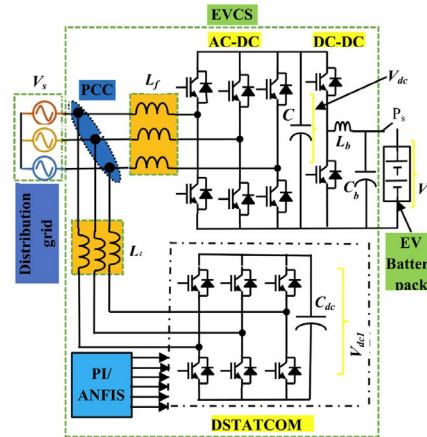 EVCS
AC-DC
DC-DC
V_s
PCC
L_f
V_dc
C
L_b
P_s
C_b
V
Distribution grid
EV
Batter
pack
C_dc
V_dc1
PI/
ANFIS
DSTATCOM